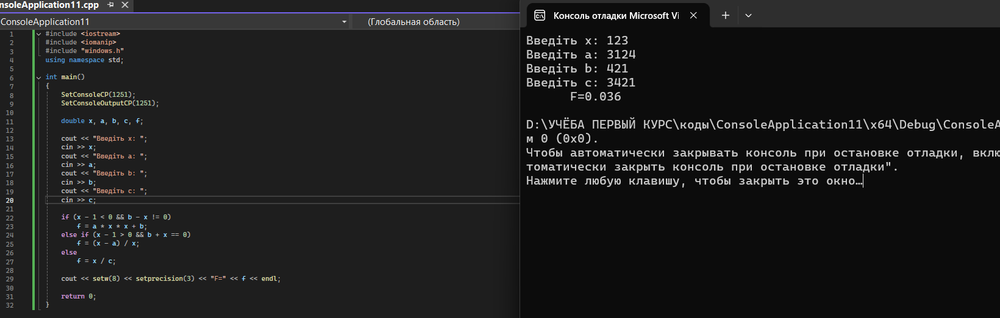 nsoleApplication11.cpp
ConsoleApplication11
(Глобальная область)
1 #include <iostream>
2 #include <iomanip>
3 #include "windows.h"
4 using namespace std;
5
6 int main()
7 {
8 SetConsoleCP(1251);
9 SetConsoleOutputCP(1251);
10
11 double x, a, b, c, f;
12
13 cout << "Введіть x: ";
14 cin >> x;
15 cout << "Введіть a: ";
16 cin >> a;
17 cout << "Введіть b: ";
18 cin >> b;
19 cout << "Введіть c: ";
20 cin >> c;
21
22 if (x - 1 < 0 && b - x != 0)
23 f = a * x * x + b;
24 else if (x - 1 > 0 && b + x == 0)
25 f = (x - a) / x;
26 else
27 f = x / c;
28
29 cout << setw(8) << setprecision(3) << "F=" << f << endl;
30
31 return 0;
32 }
Консоль отладки Microsoft Vi
Введіть x: 123
Введіть a: 3124
Введіть b: 421
Введіть c: 3421
F=0.036
D:\УЧЁБА ПЕРВЫЙ КУРС\коды\ConsoleApplication11\x64\Debug\ConsoleA
м 0 (0x0).
Чтобы автоматически закрывать консоль при остановке отладки, вклю
томатически закрыть консоль при остановке отладки".
Нажмите любую клавишу, чтобы закрыть это окно…